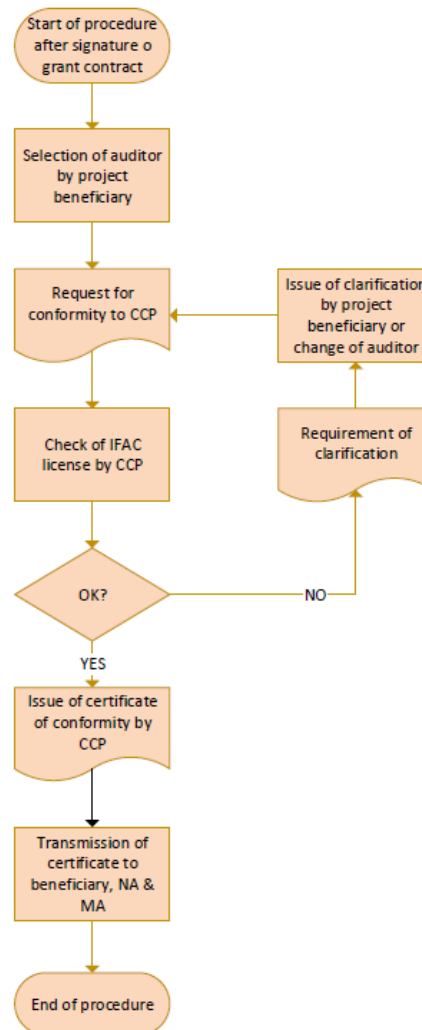 Start of procedure
after signature o
grant contract
Selection of auditor
by project
beneficiary
Request for
conformity to CCP
Issue of clarification
by project
beneficiary or
change of auditor
Check of IFAC
license by CCP
Requirement of
clarification
OK?
NO
YES
Issue of certificate
of conformity by
CCP
Transmission of
certificate to
beneficiary, NA &
MA
End of procedure